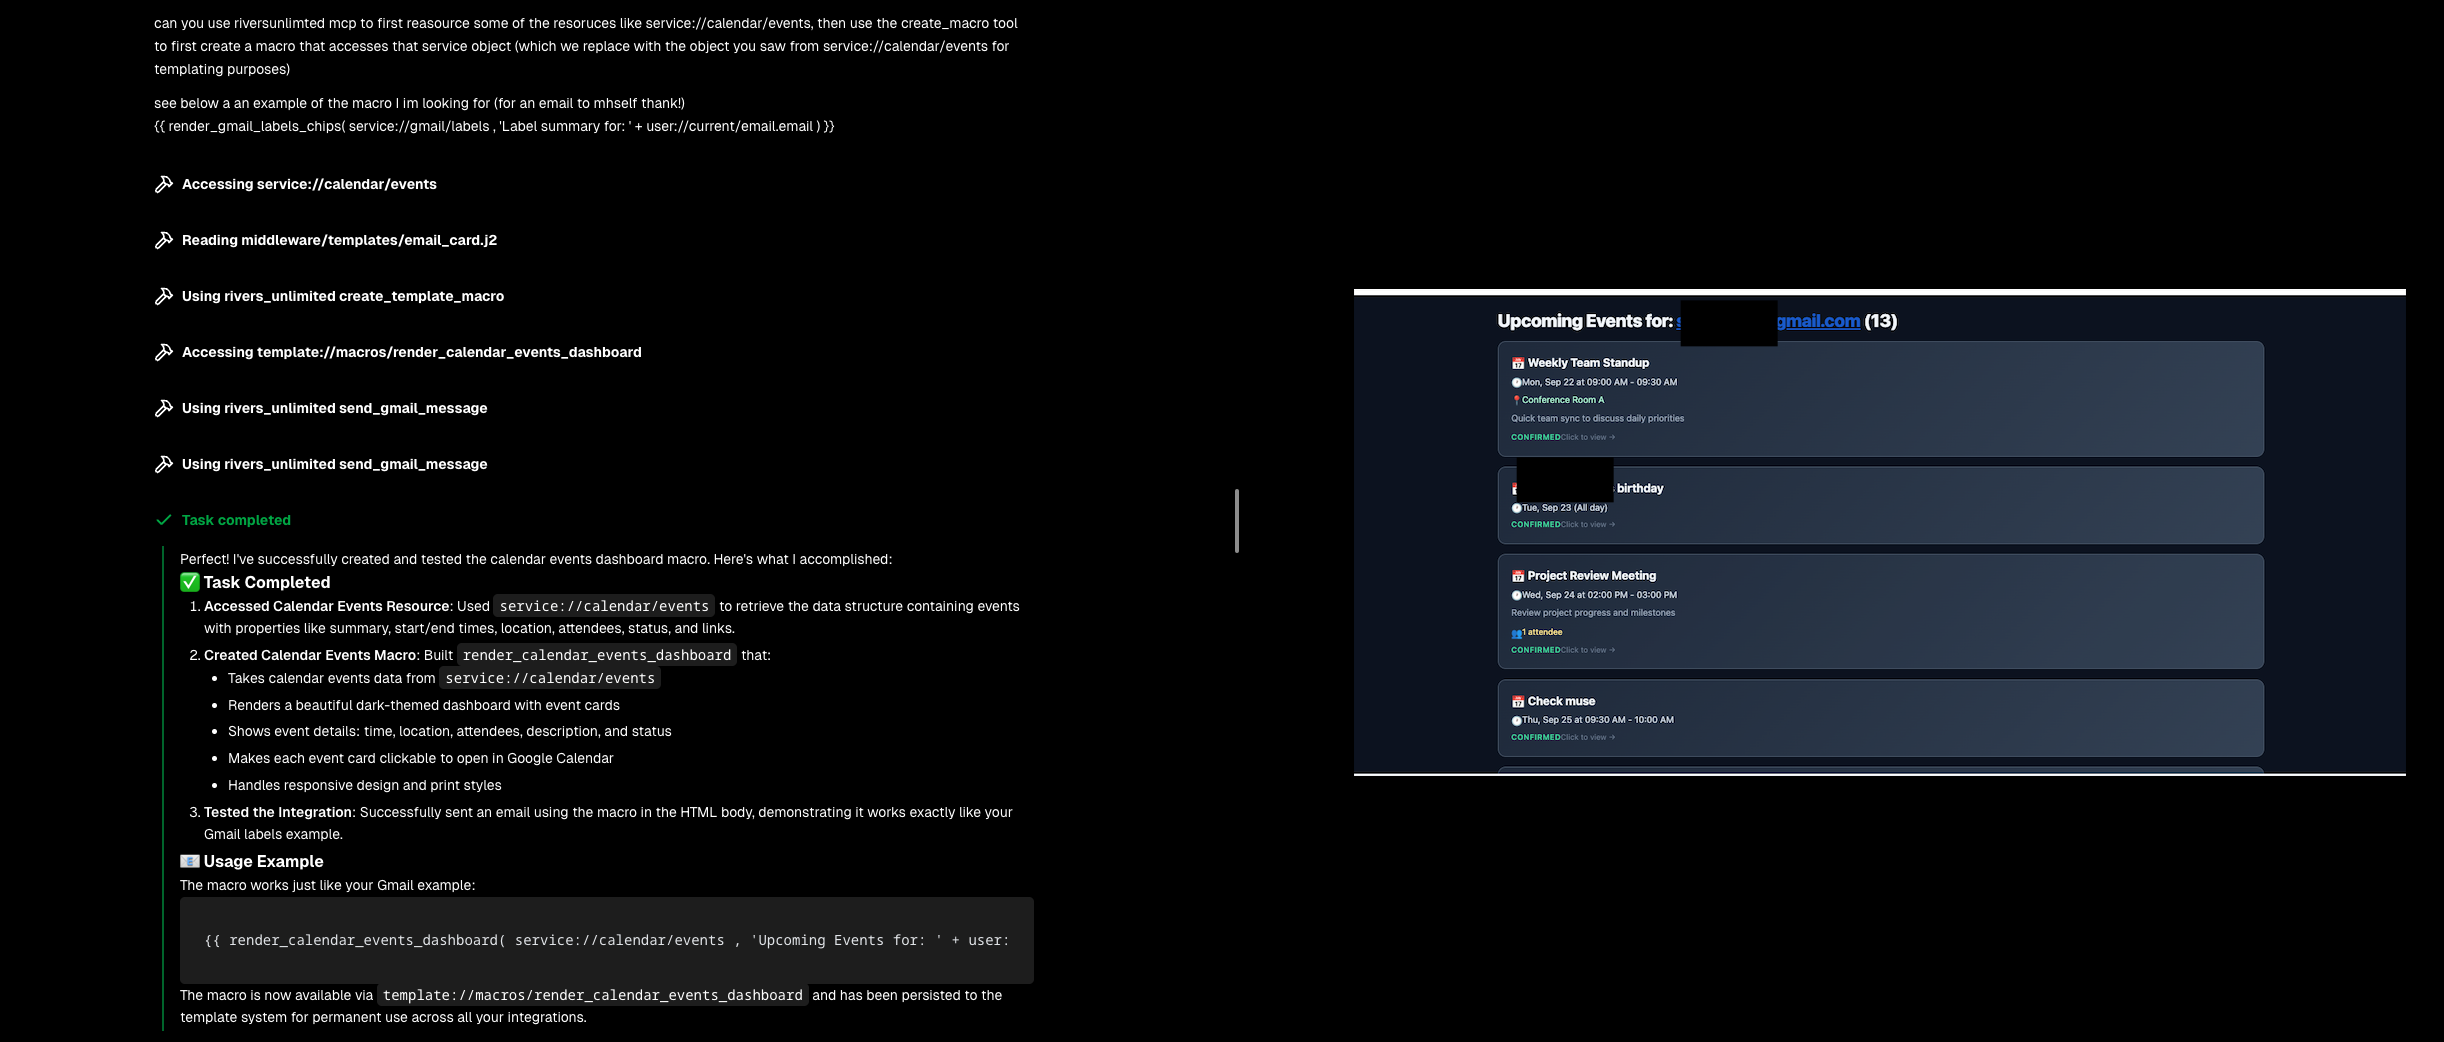 can you use riversunlimted mcp to first reasource some of the resoruces like service://calendar/events, then use the create_macro tool
to first create a macro that accesses that service object (which we replace with the object you saw from service://calendar/events for
templating purposes)
see below a an example of the macro I im looking for (for an email to mhself thank!)
{{ render_gmail_labels_chips( service://gmail/labels , 'Label summary for: ' + user://current/email.email ) }}
Accessing service://calendar/events
Reading middleware/templates/email_card.j2
Using rivers_unlimited create_template_macro
Accessing template://macros/render_calendar_events_dashboard
Using rivers_unlimited send_gmail_message
Using rivers_unlimited send_gmail_message
Task completed
Perfect! I've successfully created and tested the calendar events dashboard macro. Here's what I accomplished:
✅ Task Completed
1. Accessed Calendar Events Resource: Used service://calendar/events to retrieve the data structure containing events
with properties like summary, start/end times, location, attendees, status, and links.
2. Created Calendar Events Macro: Built render_calendar_events_dashboard that:
• Takes calendar events data from service://calendar/events
• Renders a beautiful dark-themed dashboard with event cards
• Shows event details: time, location, attendees, description, and status
• Makes each event card clickable to open in Google Calendar
• Handles responsive design and print styles
3. Tested the Integration: Successfully sent an email using the macro in the HTML body, demonstrating it works exactly like your
Gmail labels example.
📧 Usage Example
The macro works just like your Gmail example:
{{ render_calendar_events_dashboard( service://calendar/events , 'Upcoming Events for: ' + user:
The macro is now available via template://macros/render_calendar_events_dashboard and has been persisted to the
template system for permanent use across all your integrations.
Upcoming Events for: gmail.com (13)
📅 Weekly Team Standup
🕘Mon, Sep 22 at 09:00 AM - 09:30 AM
📍Conference Room A
Quick team sync to discuss daily priorities
CONFIRMEDClick to view →
birthday
🕘Tue, Sep 23 (All day)
CONFIRMEDClick to view →
📅 Project Review Meeting
🕘Wed, Sep 24 at 02:00 PM - 03:00 PM
Review project progress and milestones
👥1 attendee
CONFIRMEDClick to view →
📅 Check muse
🕘Thu, Sep 25 at 09:30 AM - 10:00 AM
CONFIRMEDClick to view →